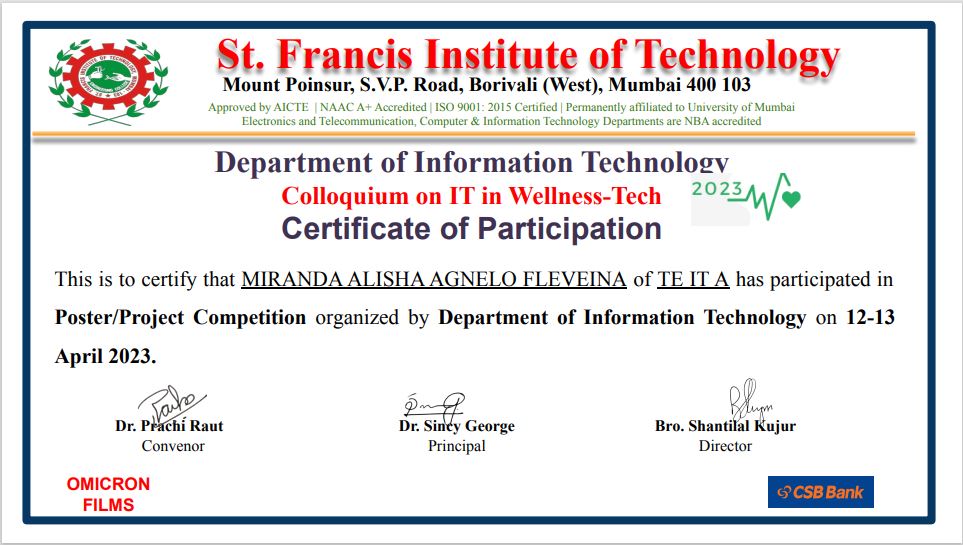 St. Francis Institute of Technology
Mount Poinsur, S.V.P. Road, Borivali (West), Mumbai 400 103
Approved by AICTE | NAAC A+ Accredited | ISO 9001: 2015 Certified | Permanently affiliated to University of Mumbai
Electronics and Telecommunication, Computer & Information Technology Departments are NBA accredited
Department of Information Technology
Colloquium on IT in Wellness-Tech
2023
Certificate of Participation
This is to certify that MIRANDA ALISHA AGNELO FLEVEINA of TE IT A has participated in
Poster/Project Competition organized by Department of Information Technology on 12-13
April 2023.
Dr. Prachi Raut
Dr. Sincy George
Bro. Shantilal Kujur
Convenor
Principal
Director
OMICRON
FILMS
CSB Bank